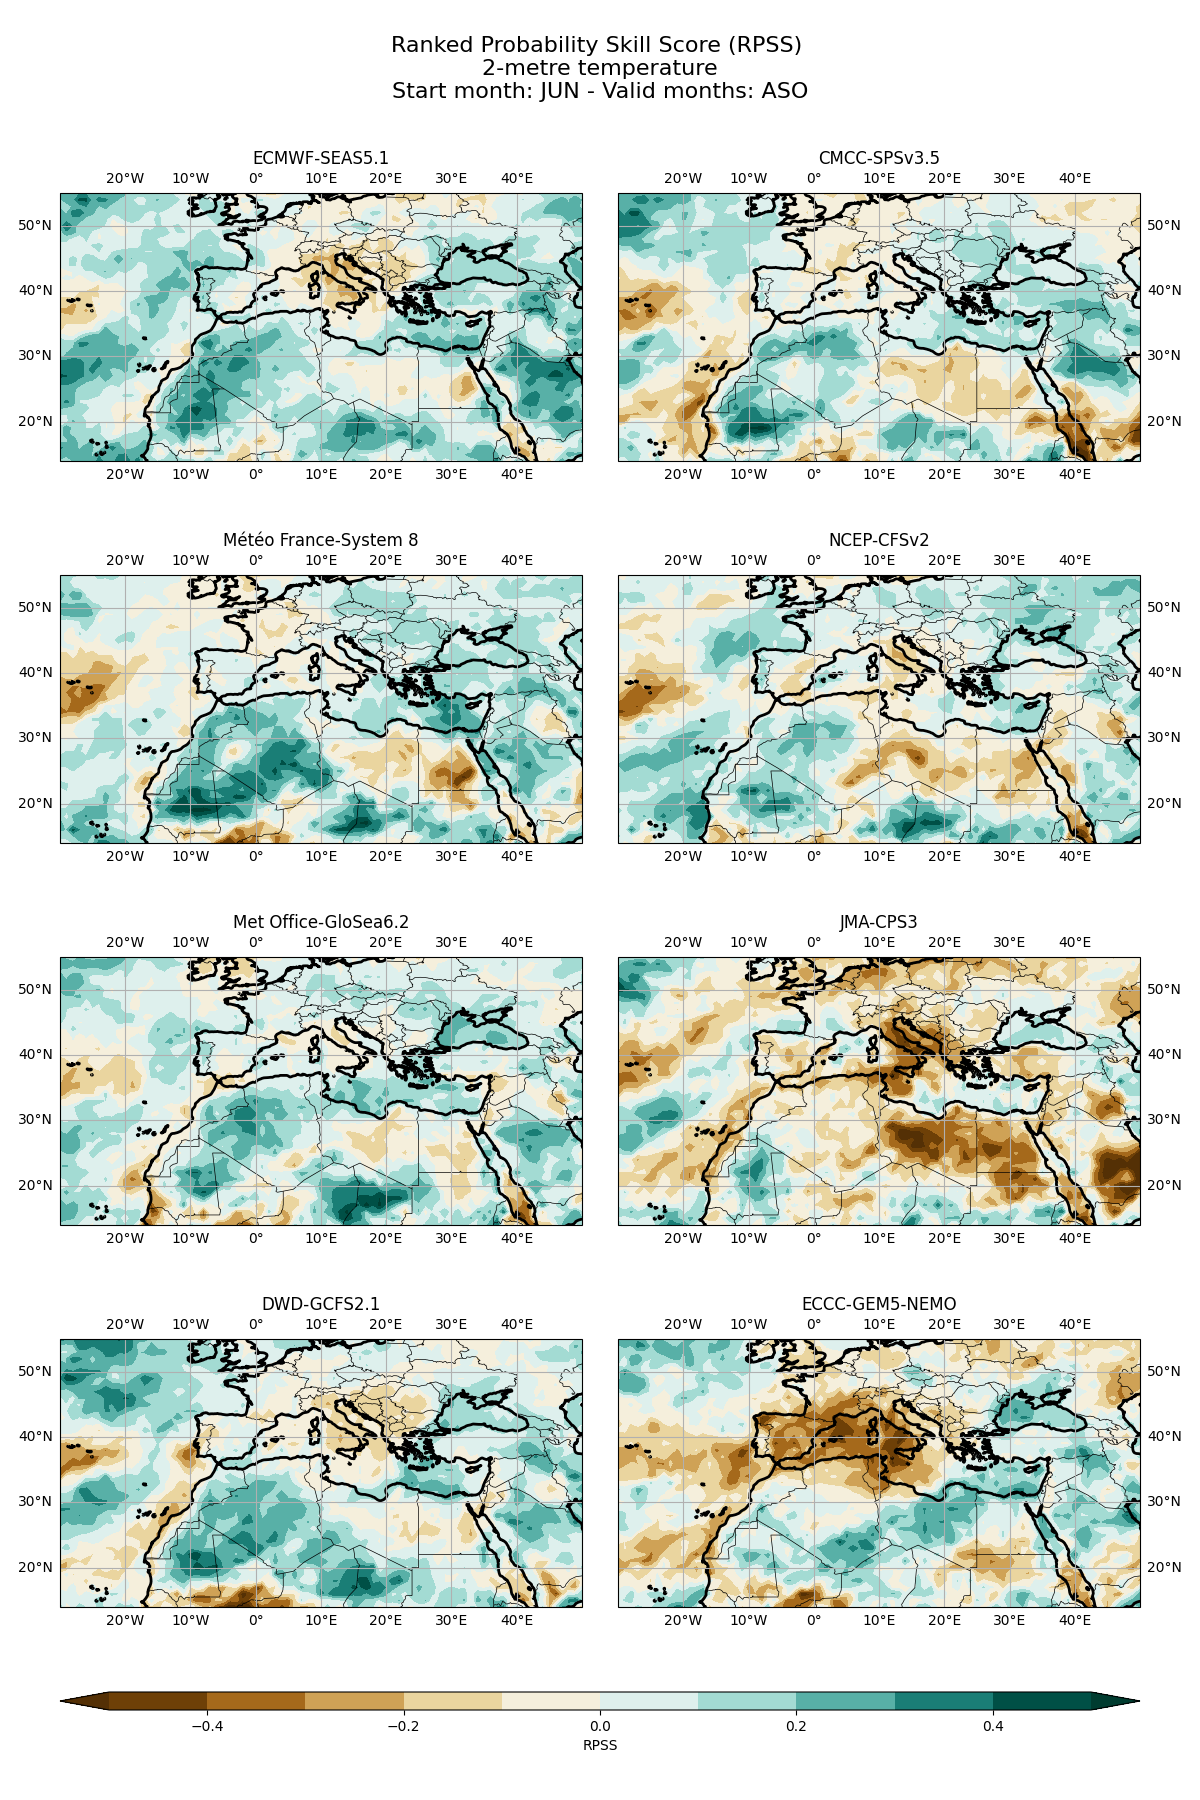 Ranked Probability Skill Score (RPSS)
2-metre temperature
Start month: JUN - Valid months: ASO
ECMWF-SEAS5.1
20°W 10°W 0° 10°E 20°E 30°E 40°E
50°N
40°N
30°N
20°N
20°W 10°W 0° 10°E 20°E 30°E 40°E
CMCC-SPSv3.5
20°W 10°W 0° 10°E 20°E 30°E 40°E
50°N
40°N
30°N
20°N
20°W 10°W 0° 10°E 20°E 30°E 40°E
Météo France-System 8
20°W 10°W 0° 10°E 20°E 30°E 40°E
50°N
40°N
30°N
20°N
20°W 10°W 0° 10°E 20°E 30°E 40°E
NCEP-CFSv2
20°W 10°W 0° 10°E 20°E 30°E 40°E
50°N
40°N
30°N
20°N
20°W 10°W 0° 10°E 20°E 30°E 40°E
Met Office-GloSea6.2
20°W 10°W 0° 10°E 20°E 30°E 40°E
50°N
40°N
30°N
20°N
20°W 10°W 0° 10°E 20°E 30°E 40°E
JMA-CPS3
20°W 10°W 0° 10°E 20°E 30°E 40°E
50°N
40°N
30°N
20°N
20°W 10°W 0° 10°E 20°E 30°E 40°E
DWD-GCFS2.1
20°W 10°W 0° 10°E 20°E 30°E 40°E
50°N
40°N
30°N
20°N
20°W 10°W 0° 10°E 20°E 30°E 40°E
ECCC-GEM5-NEMO
20°W 10°W 0° 10°E 20°E 30°E 40°E
50°N
40°N
30°N
20°N
20°W 10°W 0° 10°E 20°E 30°E 40°E
−0.4 −0.2 0.0 0.2 0.4
RPSS